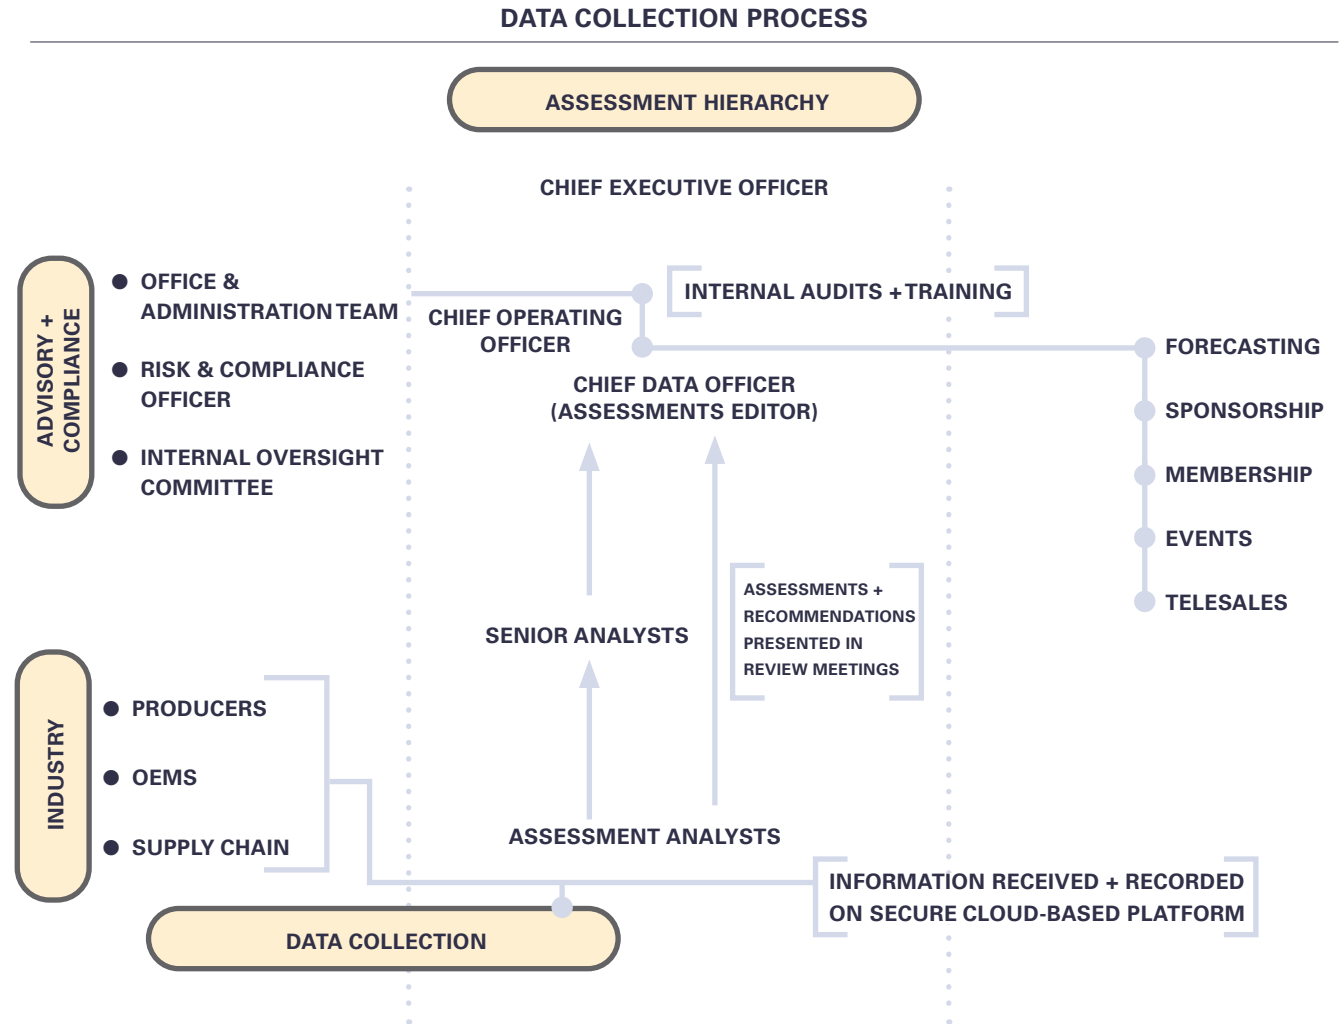 DATA COLLECTION PROCESS
ASSESSMENT HIERARCHY
CHIEF EXECUTIVE OFFICER
ADVISORY +
COMPLIANCE
OFFICE &
ADMINISTRATION TEAM
RISK & COMPLIANCE
OFFICER
INTERNAL OVERSIGHT
COMMITTEE
INTERNAL AUDITS + TRAINING
CHIEF OPERATING
OFFICER
CHIEF DATA OFFICER
(ASSESSMENTS EDITOR)
FORECASTING
SPONSORSHIP
MEMBERSHIP
EVENTS
TELESALES
ASSESSMENTS +
RECOMMENDATIONS
PRESENTED IN
REVIEW MEETINGS
SENIOR ANALYSTS
INDUSTRY
PRODUCERS
OEMS
SUPPLY CHAIN
ASSESSMENT ANALYSTS
INFORMATION RECEIVED + RECORDED
ON SECURE CLOUD-BASED PLATFORM
DATA COLLECTION